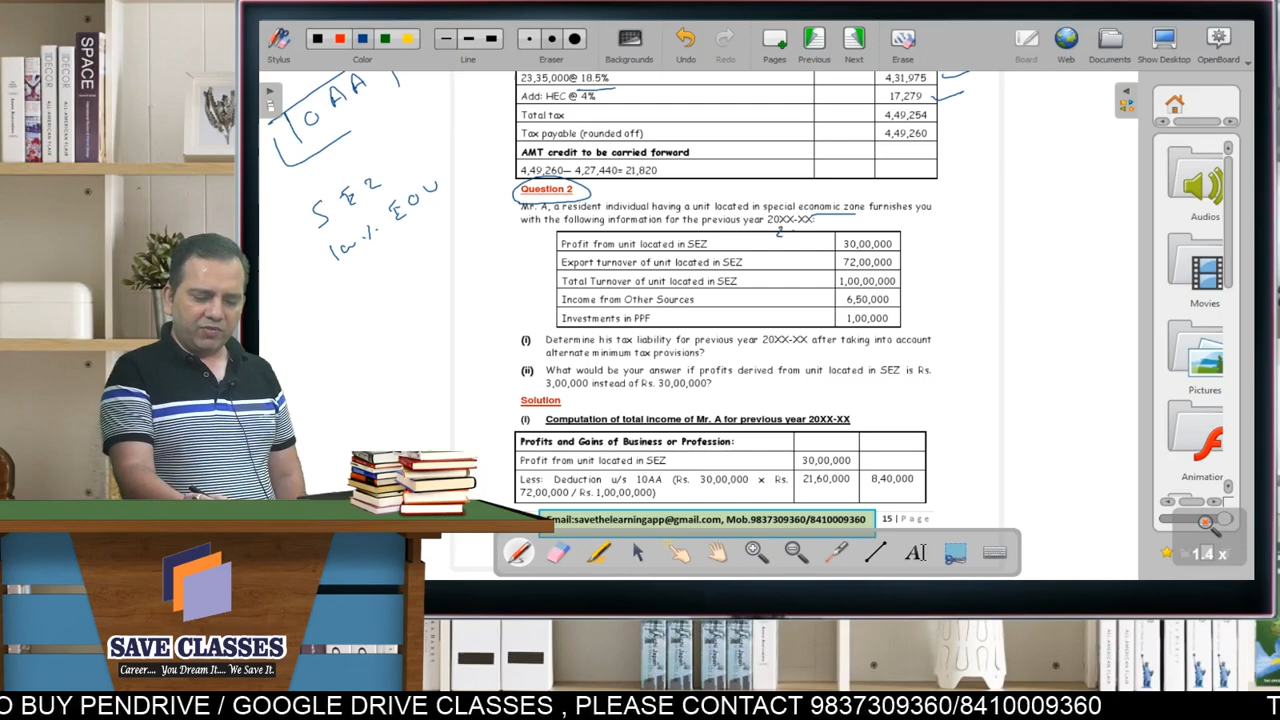 Stylus
Color
Line
Eraser
Backgrounds
Undo
Redo
Pages
Previous
Next
Erase
Board
Web
Documents
Show Desktop
OpenBoard
23,35,000@ 18.5% 4,31,975
Add: HEC @ 4% 17,279
Total tax 4,49,254
Tax payable (rounded off) 4,49,260
AMT credit to be carried forward
4,49,260– 4,27,440= 21,820
10AA
SEZ
100% EOU
Question 2
Mr. A, a resident individual having a unit located in special economic zone furnishes you
with the following information for the previous year 20XX-XX:
Profit from unit located in SEZ 30,00,000
Export turnover of unit located in SEZ 72,00,000
Total Turnover of unit located in SEZ 1,00,00,000
Income from Other Sources 6,50,000
Investments in PPF 1,00,000
(i) Determine his tax liability for previous year 20XX-XX after taking into account
alternate minimum tax provisions?
(ii) What would be your answer if profits derived from unit located in SEZ is Rs.
3,00,000 instead of Rs. 30,00,000?
Solution
(i) Computation of total income of Mr. A for previous year 20XX-XX
Profits and Gains of Business or Profession:
Profit from unit located in SEZ 30,00,000
Less: Deduction u/s 10AA (Rs. 30,00,000 x Rs. 21,60,000 8,40,000
72,00,000 / Rs. 1,00,00,000)
Email:savethelearningapp@gmail.com, Mob.9837309360/8410009360
15 | Page
Audios
Movies
Pictures
Animation
1.4 x
SPACE
SAVE CLASSES
Career.... You Dream It.... We Save It.
O BUY PENDRIVE / GOOGLE DRIVE CLASSES , PLEASE CONTACT 9837309360/8410009360